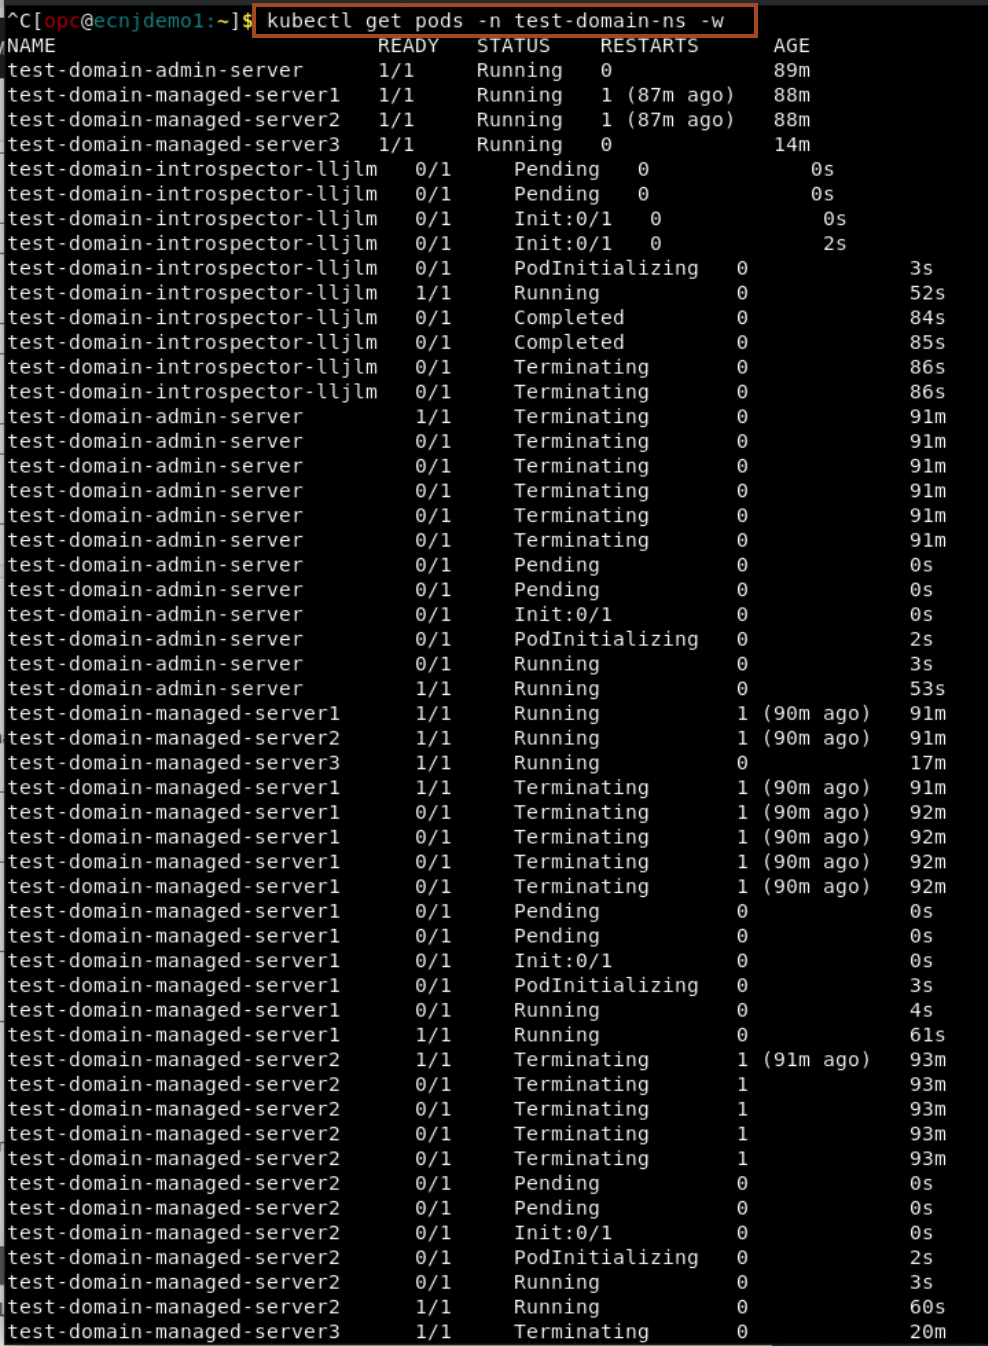 ^C[opc@ecnjdemo1:~]$ kubectl get pods -n test-domain-ns -w
NAME READY STATUS RESTARTS AGE
test-domain-admin-server 1/1 Running 0 89m
test-domain-managed-server1 1/1 Running 1 (87m ago) 88m
test-domain-managed-server2 1/1 Running 1 (87m ago) 88m
test-domain-managed-server3 1/1 Running 0 14m
test-domain-introspector-lljlm 0/1 Pending 0 0s
test-domain-introspector-lljlm 0/1 Pending 0 0s
test-domain-introspector-lljlm 0/1 Init:0/1 0 0s
test-domain-introspector-lljlm 0/1 Init:0/1 0 2s
test-domain-introspector-lljlm 0/1 PodInitializing 0 3s
test-domain-introspector-lljlm 1/1 Running 0 52s
test-domain-introspector-lljlm 0/1 Completed 0 84s
test-domain-introspector-lljlm 0/1 Completed 0 85s
test-domain-introspector-lljlm 0/1 Terminating 0 86s
test-domain-introspector-lljlm 0/1 Terminating 0 86s
test-domain-admin-server 1/1 Terminating 0 91m
test-domain-admin-server 0/1 Terminating 0 91m
test-domain-admin-server 0/1 Terminating 0 91m
test-domain-admin-server 0/1 Terminating 0 91m
test-domain-admin-server 0/1 Terminating 0 91m
test-domain-admin-server 0/1 Terminating 0 91m
test-domain-admin-server 0/1 Pending 0 0s
test-domain-admin-server 0/1 Pending 0 0s
test-domain-admin-server 0/1 Init:0/1 0 0s
test-domain-admin-server 0/1 PodInitializing 0 2s
test-domain-admin-server 0/1 Running 0 3s
test-domain-admin-server 1/1 Running 0 53s
test-domain-managed-server1 1/1 Running 1 (90m ago) 91m
test-domain-managed-server2 1/1 Running 1 (90m ago) 91m
test-domain-managed-server3 1/1 Running 0 17m
test-domain-managed-server1 1/1 Terminating 1 (90m ago) 91m
test-domain-managed-server1 0/1 Terminating 1 (90m ago) 92m
test-domain-managed-server1 0/1 Terminating 1 (90m ago) 92m
test-domain-managed-server1 0/1 Terminating 1 (90m ago) 92m
test-domain-managed-server1 0/1 Terminating 1 (90m ago) 92m
test-domain-managed-server1 0/1 Pending 0 0s
test-domain-managed-server1 0/1 Pending 0 0s
test-domain-managed-server1 0/1 Init:0/1 0 0s
test-domain-managed-server1 0/1 PodInitializing 0 3s
test-domain-managed-server1 0/1 Running 0 4s
test-domain-managed-server1 1/1 Running 0 61s
test-domain-managed-server2 1/1 Terminating 1 (91m ago) 93m
test-domain-managed-server2 0/1 Terminating 1 93m
test-domain-managed-server2 0/1 Terminating 1 93m
test-domain-managed-server2 0/1 Terminating 1 93m
test-domain-managed-server2 0/1 Terminating 1 93m
test-domain-managed-server2 0/1 Pending 0 0s
test-domain-managed-server2 0/1 Pending 0 0s
test-domain-managed-server2 0/1 Init:0/1 0 0s
test-domain-managed-server2 0/1 PodInitializing 0 2s
test-domain-managed-server2 0/1 Running 0 3s
test-domain-managed-server2 1/1 Running 0 60s
test-domain-managed-server3 1/1 Terminating 0 20m